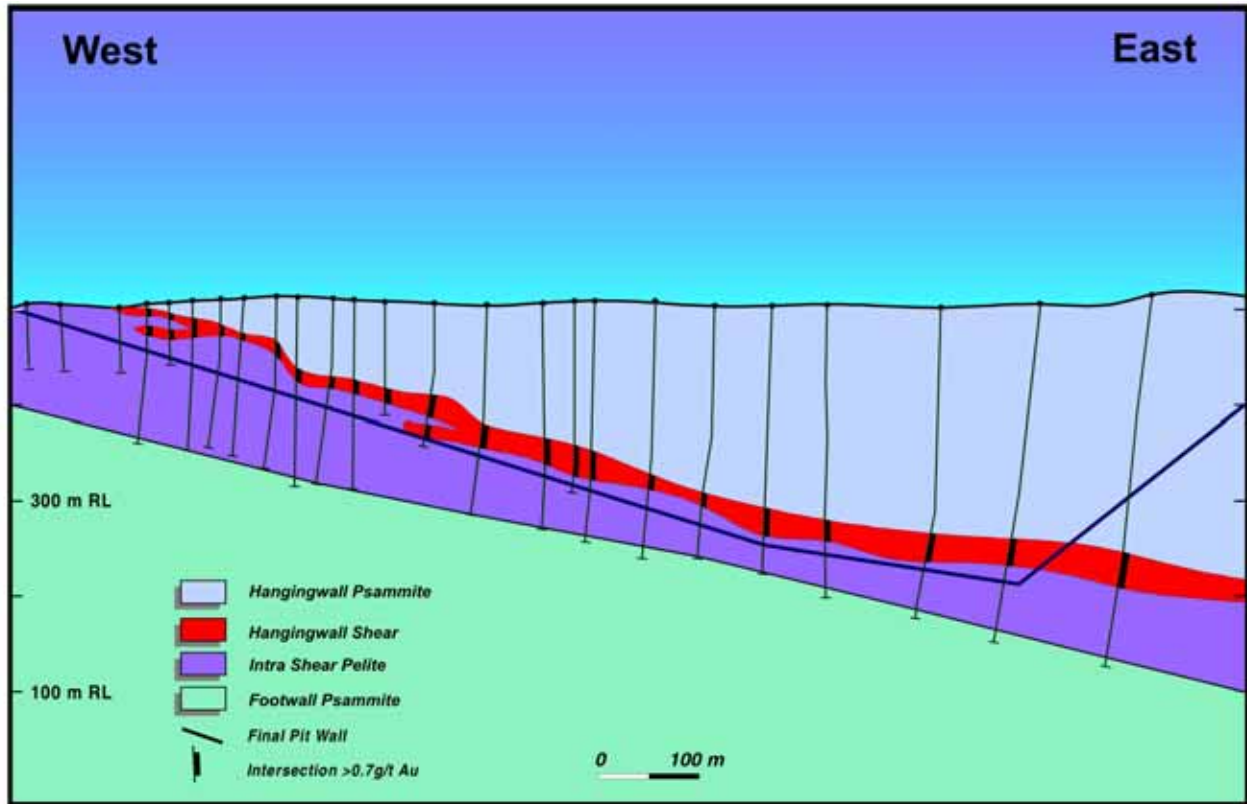 West
East
300 m RL
100 m RL
Hangingwall Psammite
Hangingwall Shear
Intra Shear Pelite
Footwall Psammite
Final Pit Wall
Intersection >0.7g/t Au
0 100 m